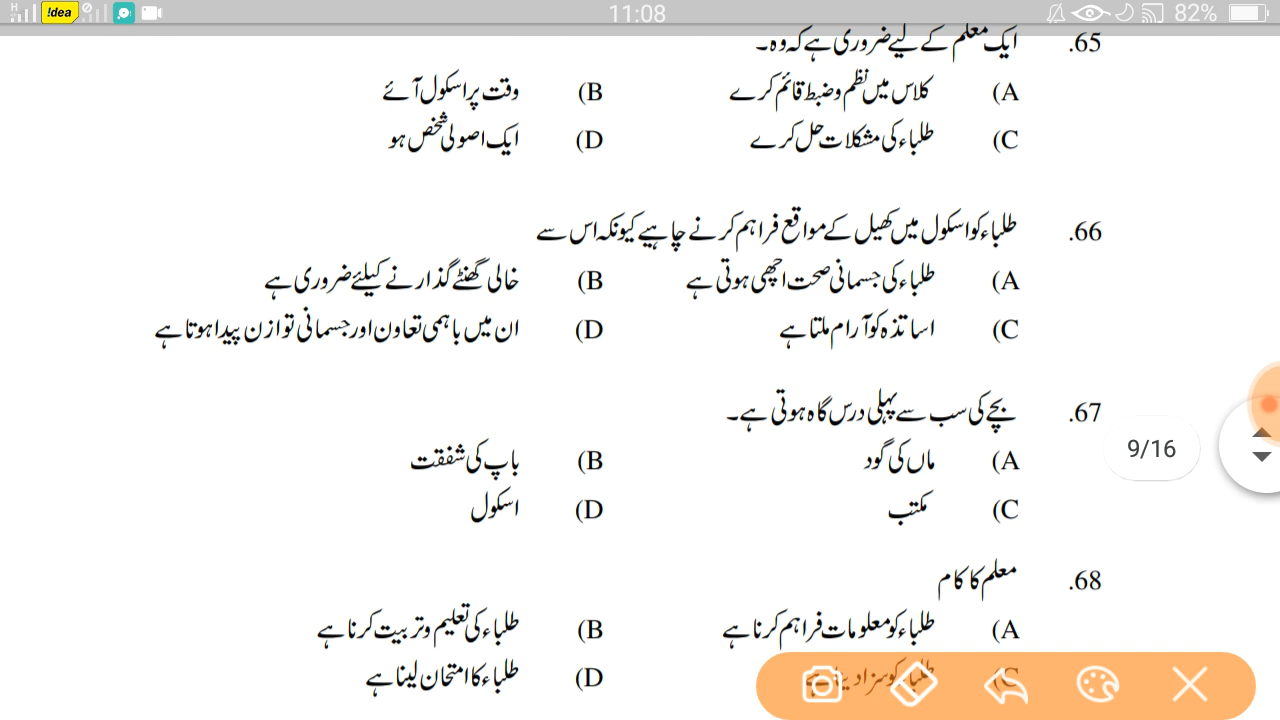 !dea 11:08 82%
65. ایک معلم کے لیے ضروری ہے کہ وہ۔
(A کلاس میں نظم وضبط قائم کرے (B وقت پر اسکول آئے
(C طلباء کی مشکلات حل کرے (D ایک اصولی شخص ہو
66. طلباء کو اسکول میں کھیل کے مواقع فراہم کرنے چاہیے کیونکہ اس سے
(A طلباء کی جسمانی صحت اچھی ہوتی ہے (B خالی گھنٹے گذارنے کیلئے ضروری ہے
(C اساتذہ کو آرام ملتا ہے (D ان میں باہمی تعاون اور جسمانی توازن پیدا ہوتا ہے
67. بچے کی سب سے پہلی درس گاہ ہوتی ہے۔
9/16
(A ماں کی گود (B باپ کی شفقت
(C مکتب (D اسکول
68. معلم کا کام
(A طلباء کو معلومات فراہم کرنا ہے (B طلباء کی تعلیم وتربیت کرنا ہے
(C طلباء کو سزا دینا ہے (D طلباء کا امتحان لینا ہے